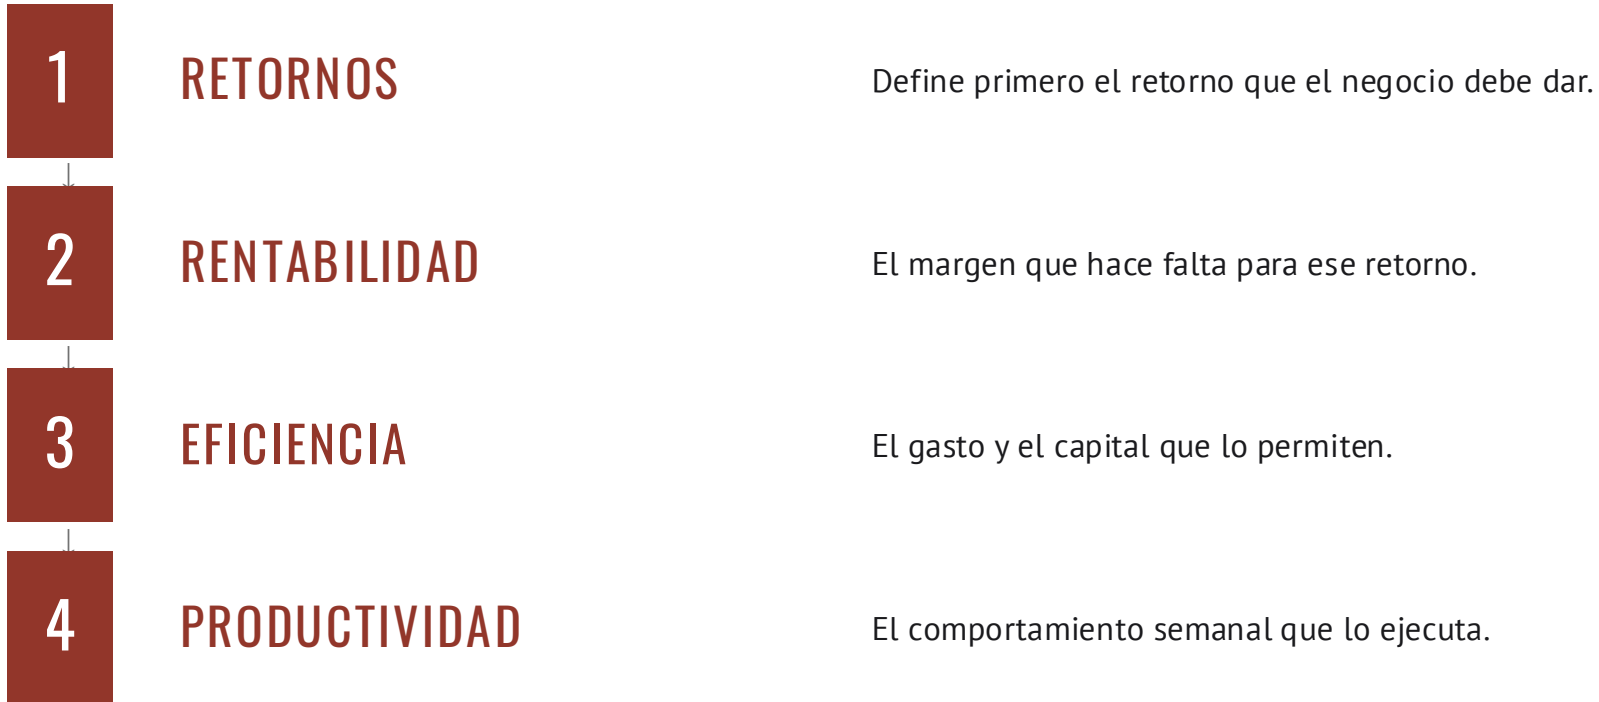 1
RETORNOS
Define primero el retorno que el negocio debe dar.
2
RENTABILIDAD
El margen que hace falta para ese retorno.
3
EFICIENCIA
El gasto y el capital que lo permiten.
4
PRODUCTIVIDAD
El comportamiento semanal que lo ejecuta.